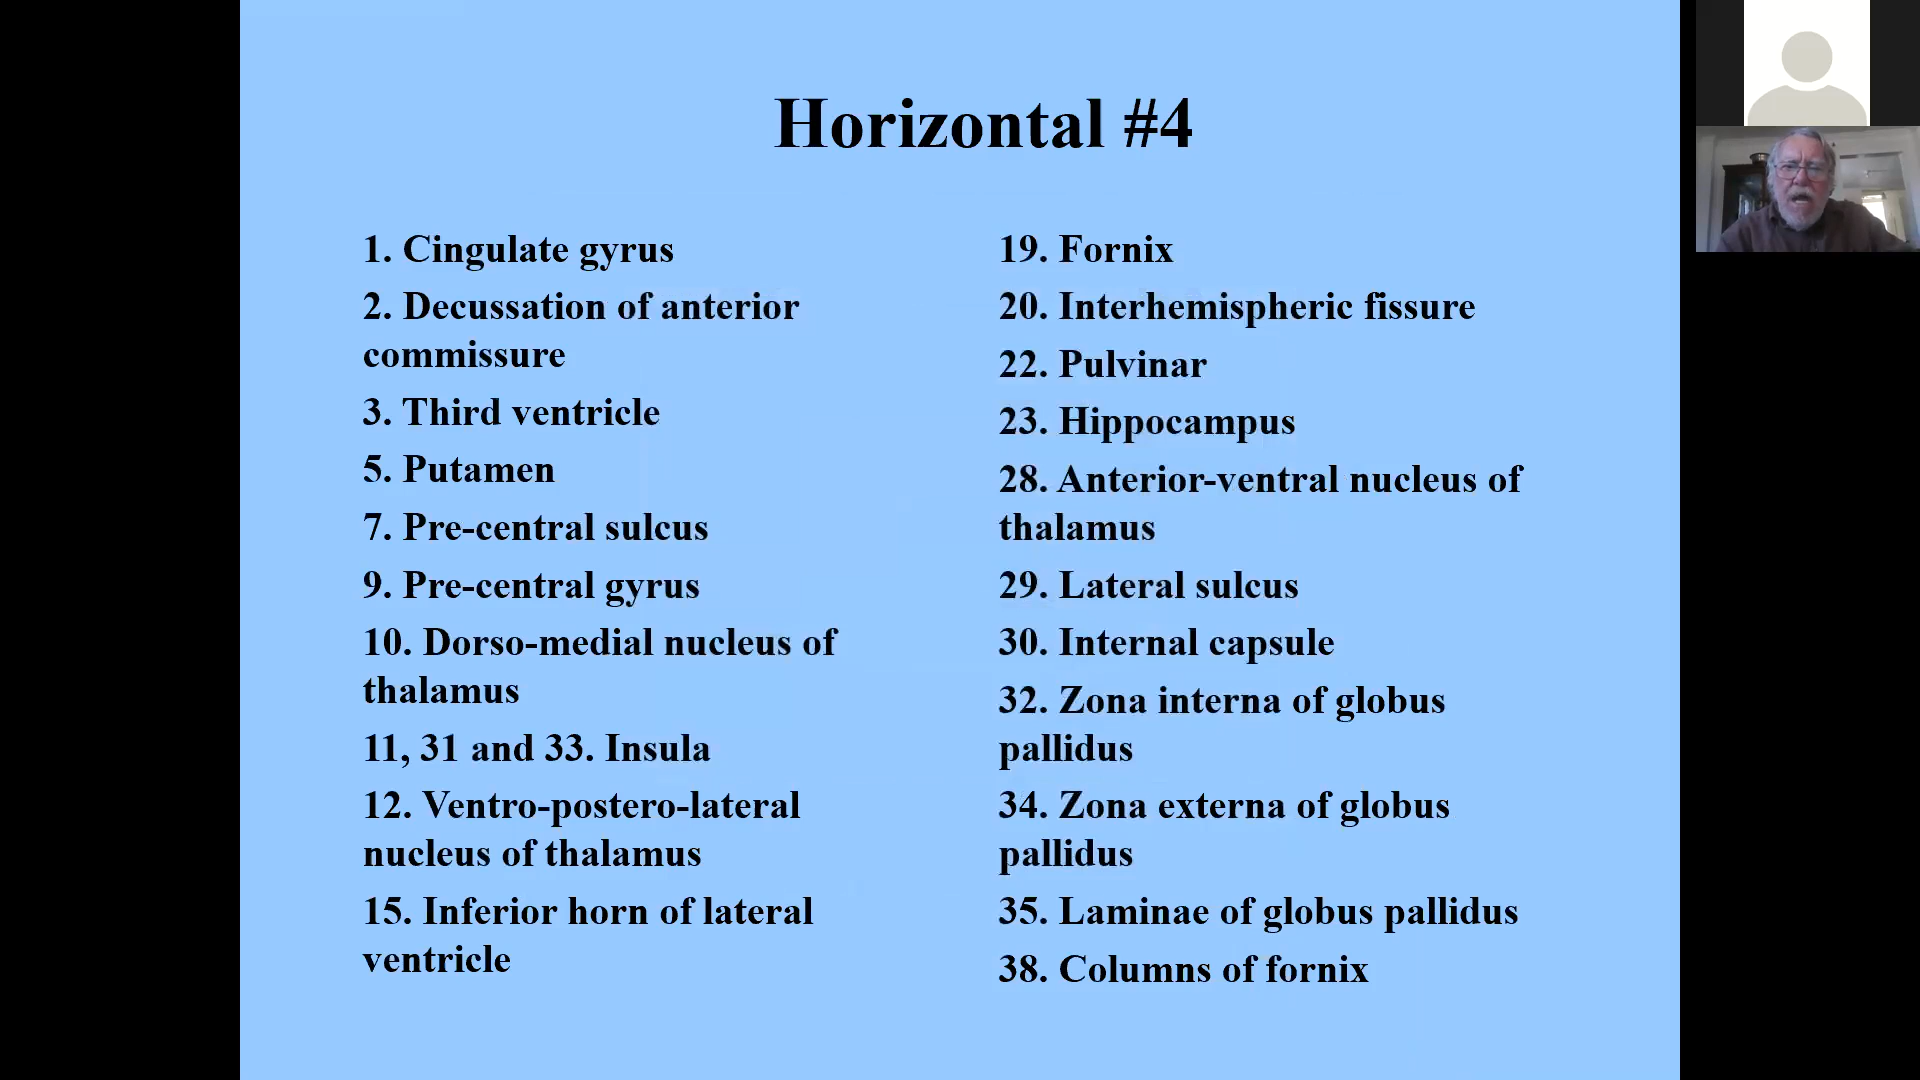 Horizontal #4
1. Cingulate gyrus
2. Decussation of anterior
commissure
3. Third ventricle
5. Putamen
7. Pre-central sulcus
9. Pre-central gyrus
10. Dorso-medial nucleus of
thalamus
11, 31 and 33. Insula
12. Ventro-postero-lateral
nucleus of thalamus
15. Inferior horn of lateral
ventricle
19. Fornix
20. Interhemispheric fissure
22. Pulvinar
23. Hippocampus
28. Anterior-ventral nucleus of
thalamus
29. Lateral sulcus
30. Internal capsule
32. Zona interna of globus
pallidus
34. Zona externa of globus
pallidus
35. Laminae of globus pallidus
38. Columns of fornix